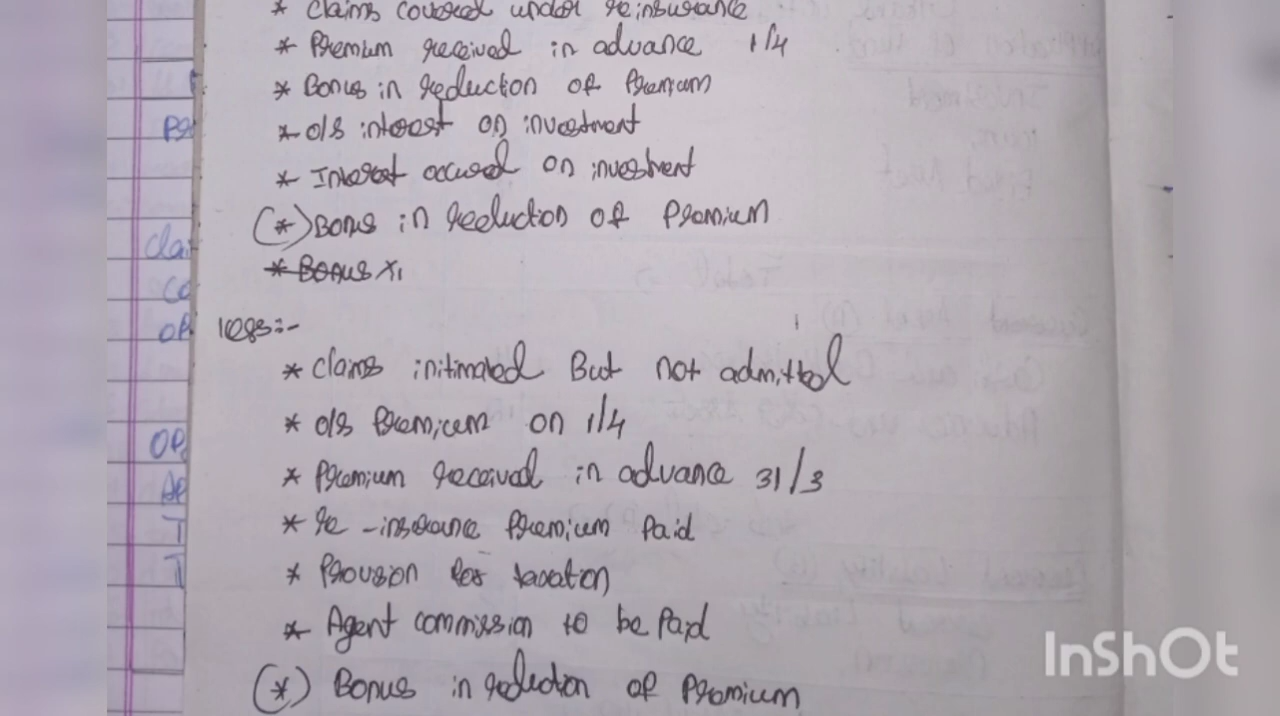 * claims covered under reinsurance
* Premium received in advance 1/4
* Bonus in reduction of Premium
* o/s interest on investment
* Interest accured on investment
(*) Bonus in reduction of Premium
* Bonus x,
less:-
* claims initimated But not admitted
* o/s Premium on 1/4
* Premium received in advance 31/3
* re-insurance Premium Paid
* Provision for taxation
* Agent commission to be Paid
(*) Bonus in reduction of Premium
InShOt